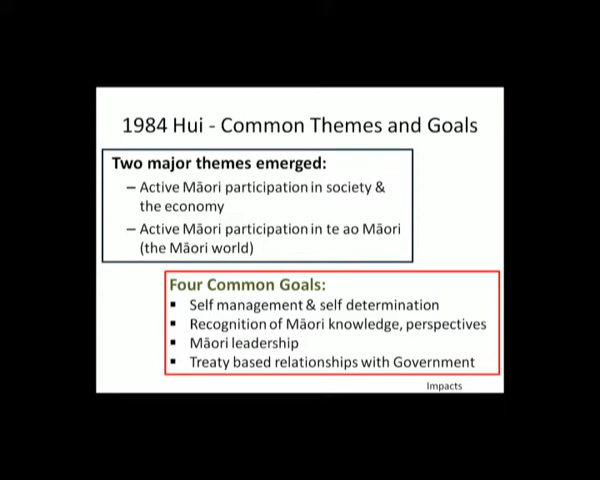 1984 Hui - Common Themes and Goals
Two major themes emerged:
– Active Māori participation in society &
the economy
– Active Māori participation in te ao Māori
(the Māori world)
Four Common Goals:
▪ Self management & self determination
▪ Recognition of Māori knowledge, perspectives
▪ Māori leadership
▪ Treaty based relationships with Government
Impacts